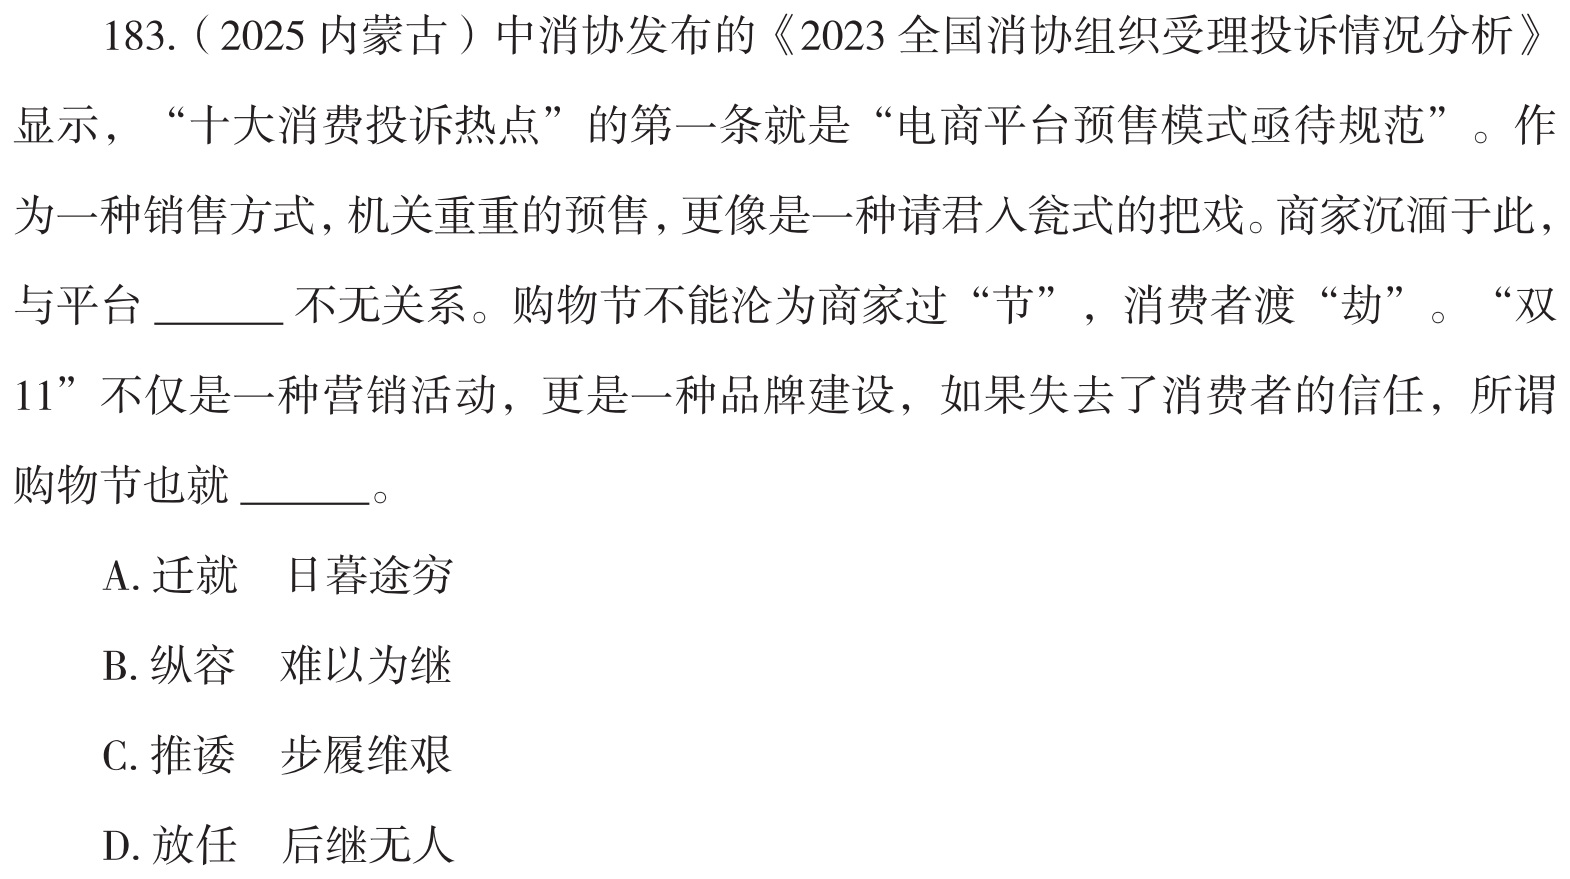 183.（2025 内蒙古）中消协发布的《2023 全国消协组织受理投诉情况分析》
显示，“十大消费投诉热点”的第一条就是“电商平台预售模式亟待规范”。作
为一种销售方式，机关重重的预售，更像是一种请君入瓮式的把戏。商家沉湎于此，
与平台 ______ 不无关系。购物节不能沦为商家过“节”，消费者渡“劫”。“双
11”不仅是一种营销活动，更是一种品牌建设，如果失去了消费者的信任，所谓
购物节也就 ______。
A. 迁就 日暮途穷
B. 纵容 难以为继
C. 推诿 步履维艰
D. 放任 后继无人